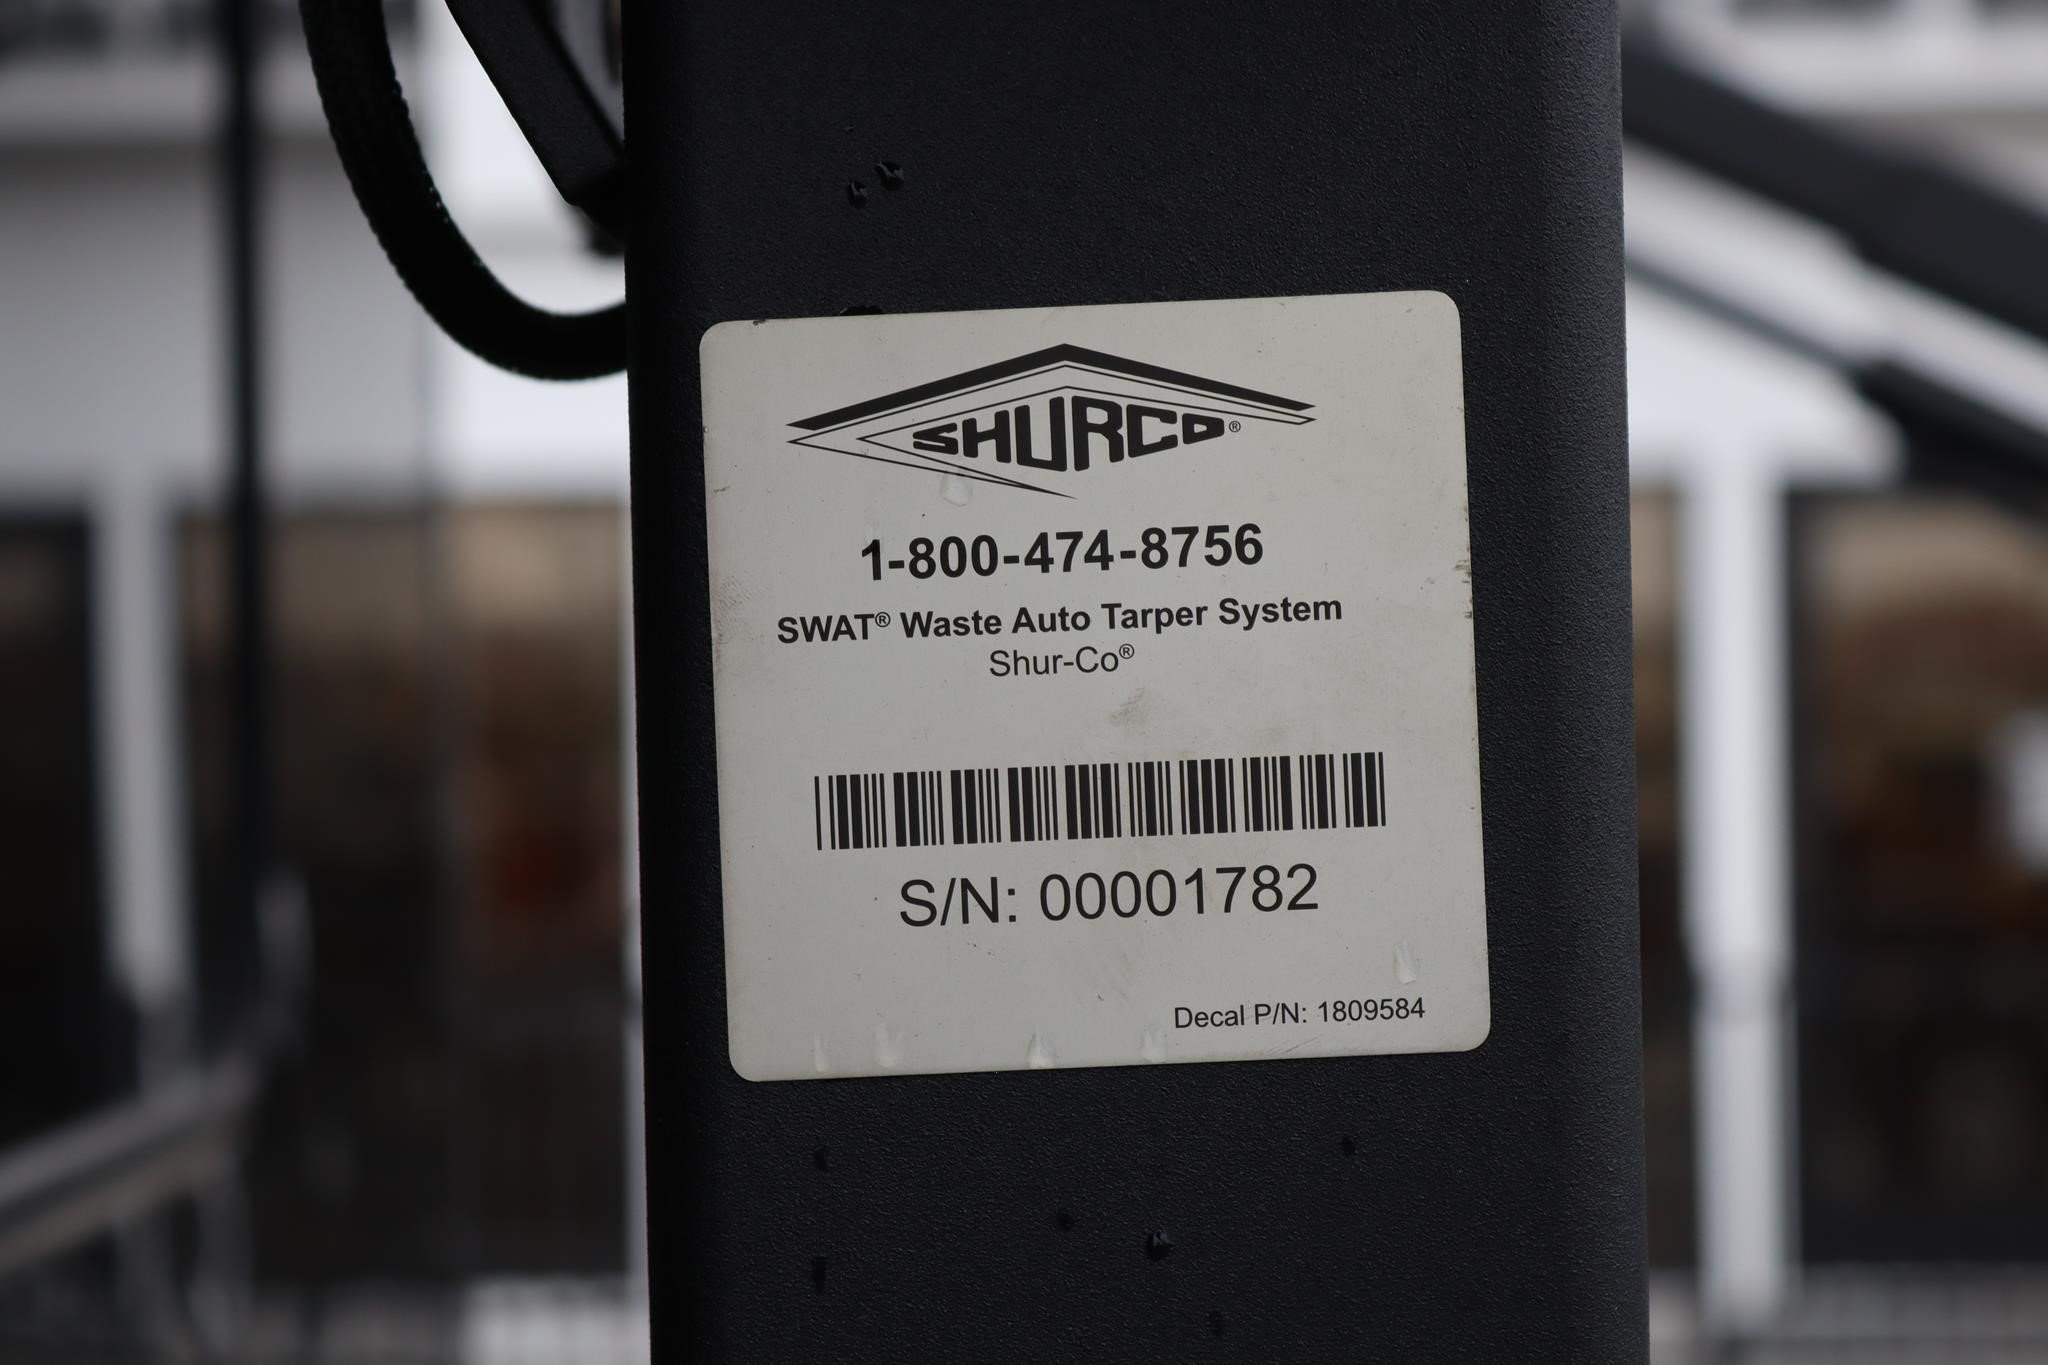 SHURCO®
1-800-474-8756
SWAT® Waste Auto Tarper System
Shur-Co®
S/N: 00001782
Decal P/N: 1809584